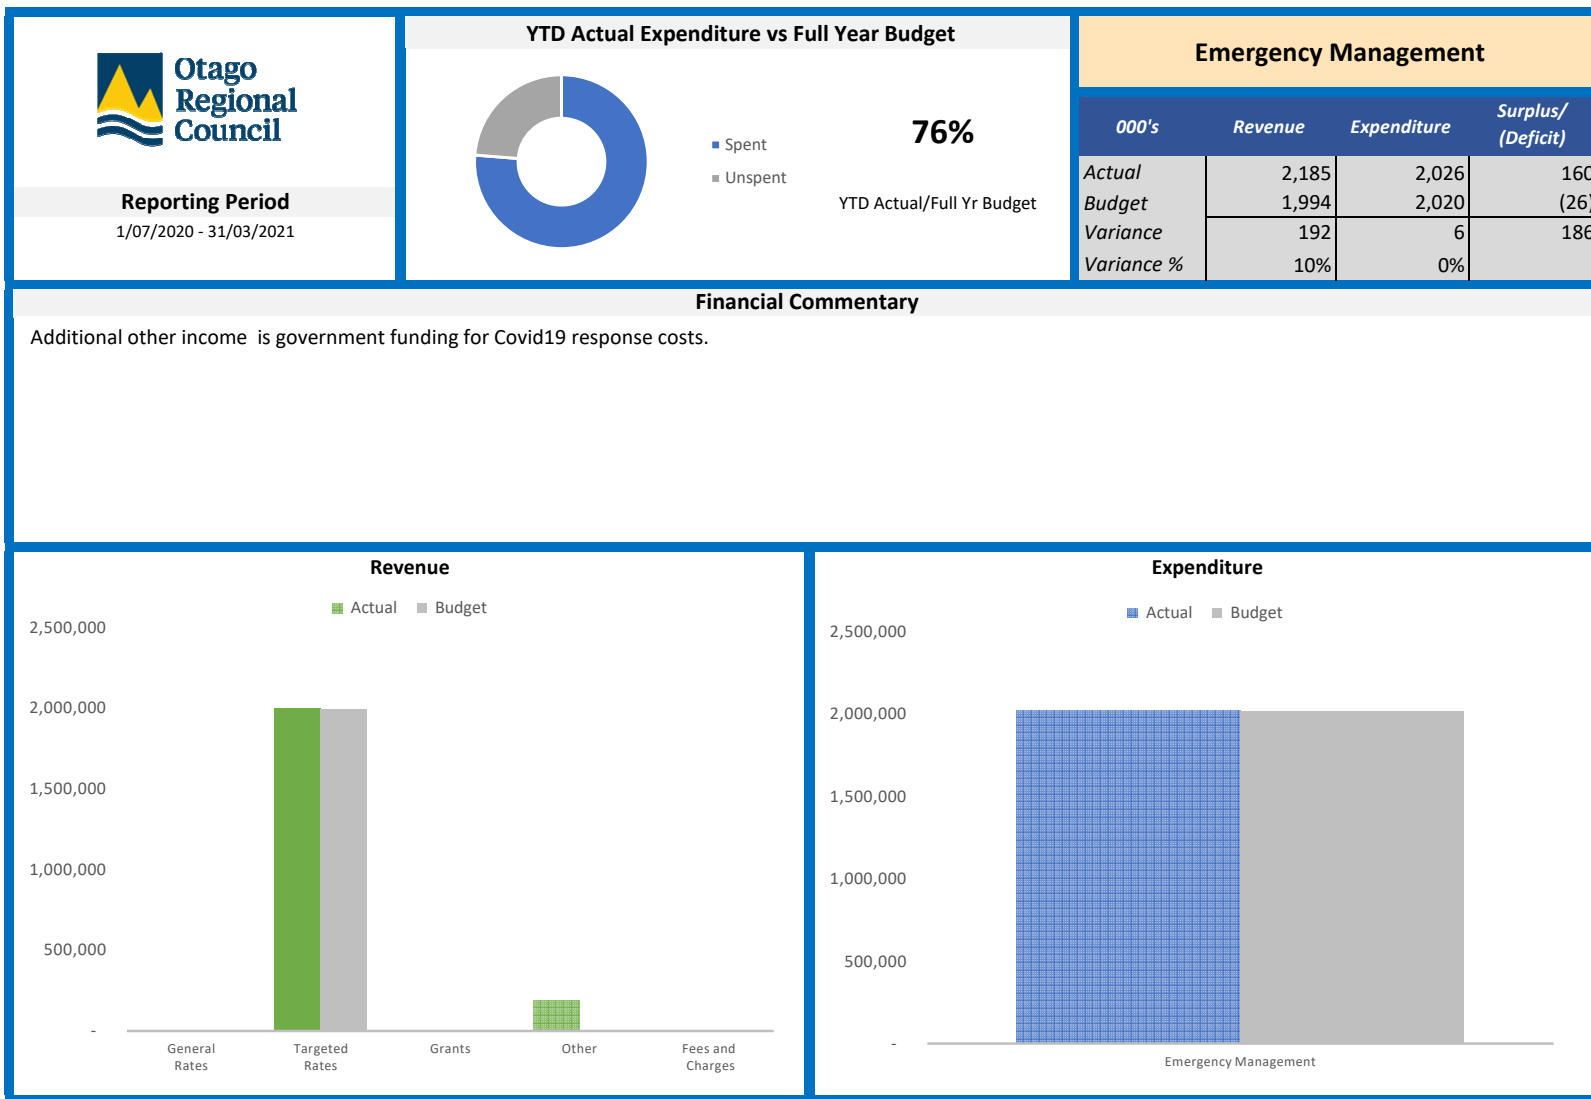 Otago
Regional
Council
Reporting Period
1/07/2020 - 31/03/2021
YTD Actual Expenditure vs Full Year Budget
Spent
Unspent
76%
YTD Actual/Full Yr Budget
Emergency Management
000's Revenue Expenditure Surplus/
(Deficit)
Actual 2,185 2,026 160
Budget 1,994 2,020 (26)
Variance 192 6 186
Variance % 10% 0%
Financial Commentary
Additional other income  is government funding for Covid19 response costs.
Revenue
Actual Budget
2,500,000
2,000,000
1,500,000
1,000,000
500,000
-
General
Rates
Targeted
Rates
Grants
Other
Fees and
Charges
Expenditure
Actual Budget
2,500,000
2,000,000
1,500,000
1,000,000
500,000
-
Emergency Management